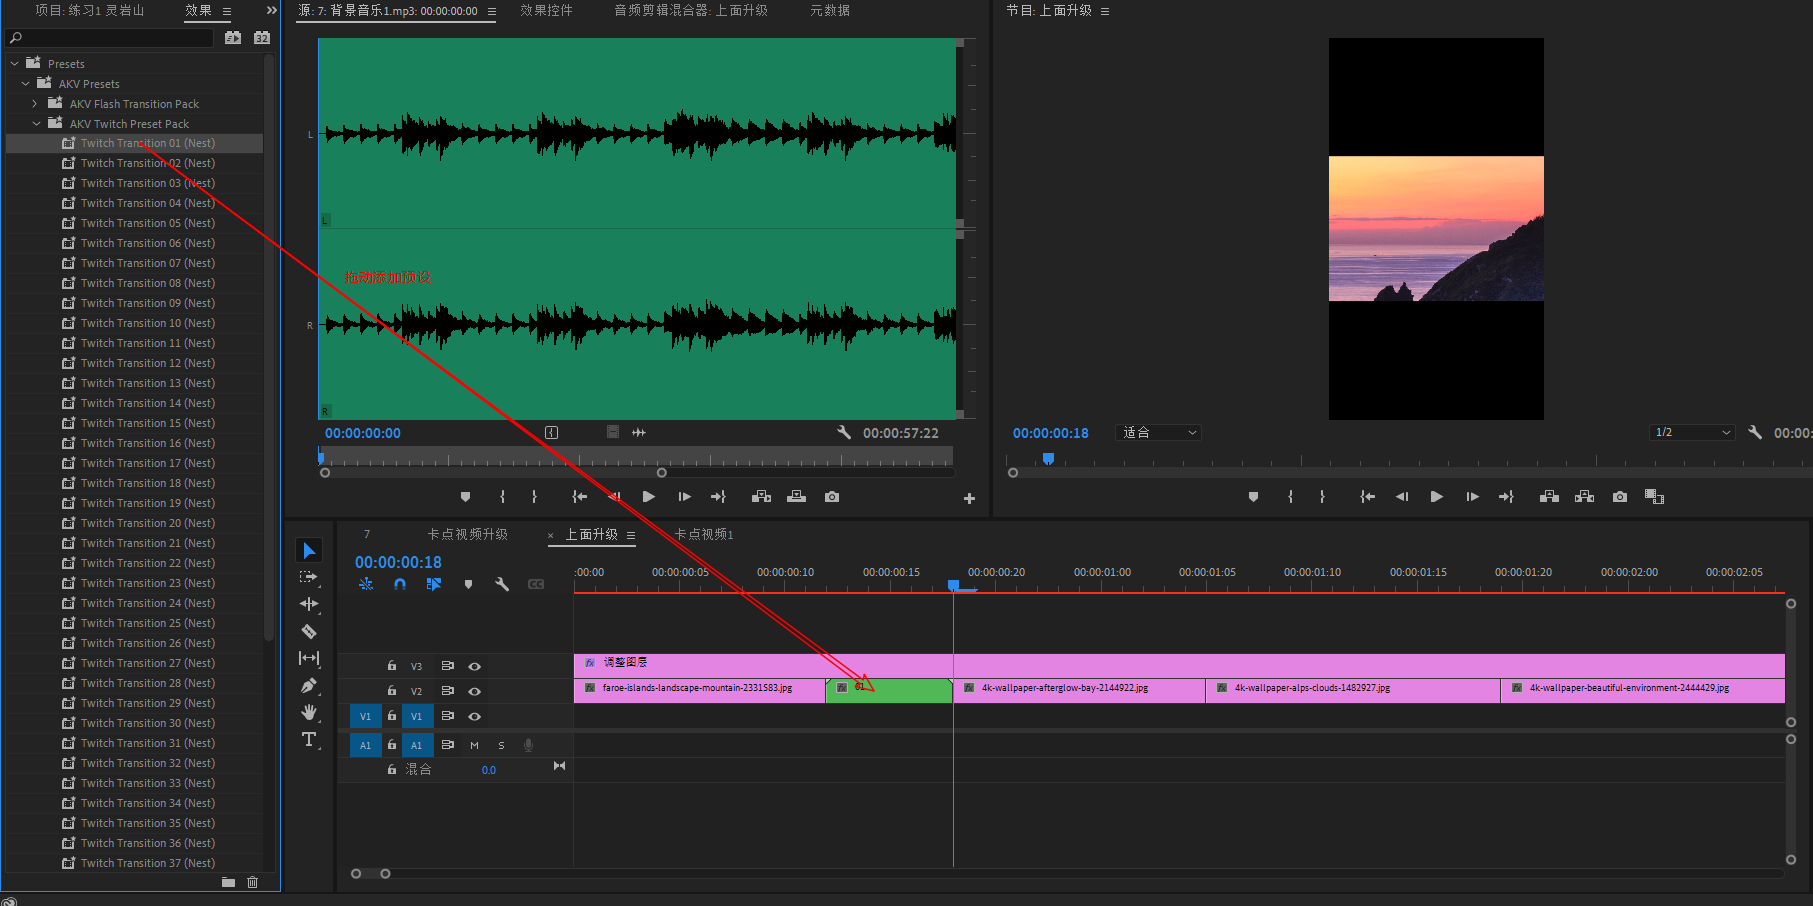 项目: 练习1 灵岩山
效果
Presets
AKV Presets
AKV Flash Transition Pack
AKV Twitch Preset Pack
Twitch Transition 01 (Nest)
Twitch Transition 02 (Nest)
Twitch Transition 03 (Nest)
Twitch Transition 04 (Nest)
Twitch Transition 05 (Nest)
Twitch Transition 06 (Nest)
Twitch Transition 07 (Nest)
Twitch Transition 08 (Nest)
Twitch Transition 09 (Nest)
Twitch Transition 10 (Nest)
Twitch Transition 11 (Nest)
Twitch Transition 12 (Nest)
Twitch Transition 13 (Nest)
Twitch Transition 14 (Nest)
Twitch Transition 15 (Nest)
Twitch Transition 16 (Nest)
Twitch Transition 17 (Nest)
Twitch Transition 18 (Nest)
Twitch Transition 19 (Nest)
Twitch Transition 20 (Nest)
Twitch Transition 21 (Nest)
Twitch Transition 22 (Nest)
Twitch Transition 23 (Nest)
Twitch Transition 24 (Nest)
Twitch Transition 25 (Nest)
Twitch Transition 26 (Nest)
Twitch Transition 27 (Nest)
Twitch Transition 28 (Nest)
Twitch Transition 29 (Nest)
Twitch Transition 30 (Nest)
Twitch Transition 31 (Nest)
Twitch Transition 32 (Nest)
Twitch Transition 33 (Nest)
Twitch Transition 34 (Nest)
Twitch Transition 35 (Nest)
Twitch Transition 36 (Nest)
Twitch Transition 37 (Nest)
源: 7: 背景音乐1.mp3: 00:00:00:00
效果控件
音频剪辑混合器: 上面升级
元数据
L
L
拖动添加预设
R
R
00:00:00:00
00:00:57:22
节目: 上面升级
00:00:00:18
适合
1/2
00:00:
7
卡点视频升级
上面升级
卡点视频1
00:00:00:18
:00:00
00:00:00:05
00:00:00:10
00:00:00:15
00:00:00:20
00:00:01:00
00:00:01:05
00:00:01:10
00:00:01:15
00:00:01:20
00:00:02:00
00:00:02:05
V3
fx 调整图层
V2
fx faroe-islands-landscape-mountain-2331583.jpg
fx
fx 4k-wallpaper-afterglow-bay-2144922.jpg
fx 4k-wallpaper-alps-clouds-1482927.jpg
fx 4k-wallpaper-beautiful-environment-2444429.jpg
V1 V1
A1 A1 M S
混合 0.0